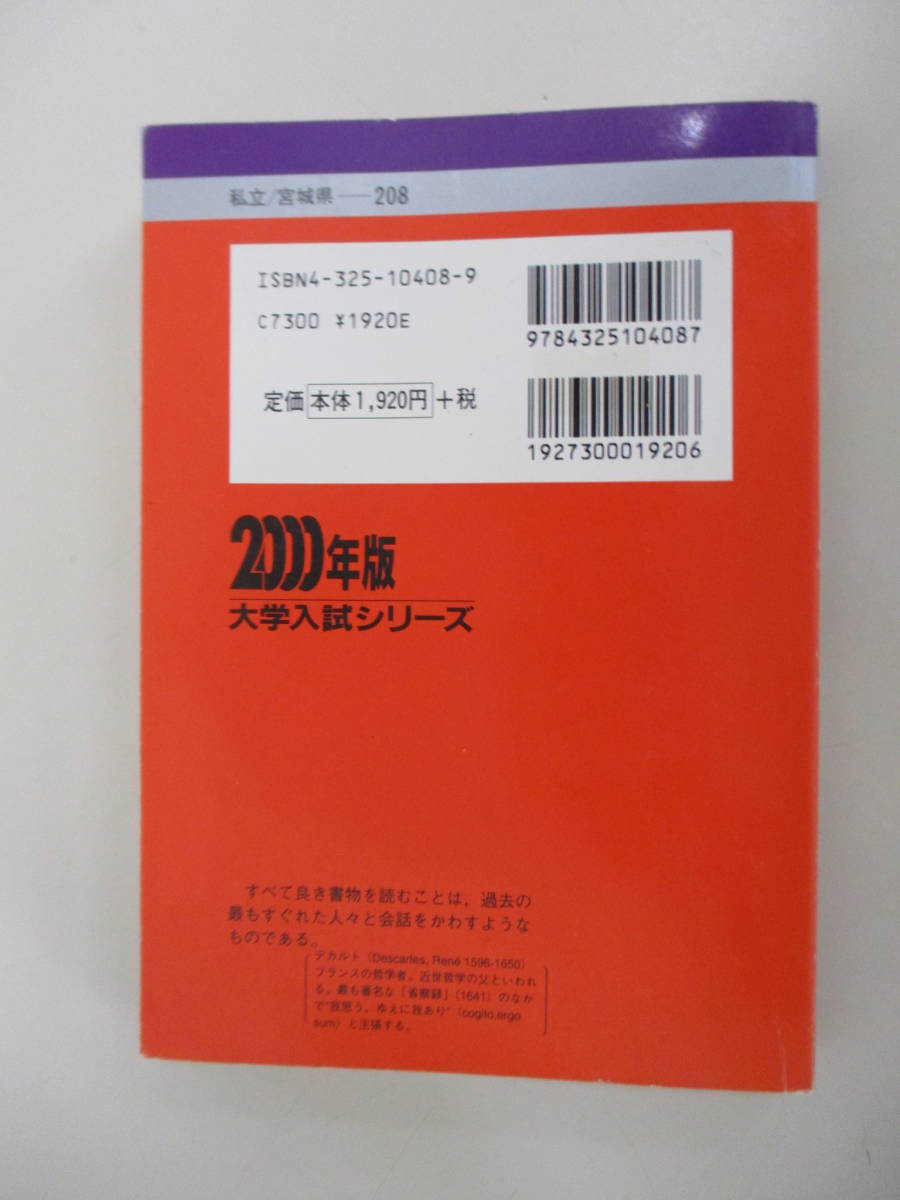 私立/宮城県――208
ISBN4-325-10408-9
C7300 ¥1920E
9784325104087
定価 本体1,920円 +税
1927300019206
2000年版
大学入試シリーズ
すべて良き書物を読むことは，過去の
最もすぐれた人々と会話をかわすような
ものである。
デカルト（Descartes, René 1596-1650）
フランスの哲学者。近世哲学の父といわれ
る。最も著名な「省察録」（1641）のなか
で"我思う，ゆえに我あり"（cogito,ergo
sum）と主張する。